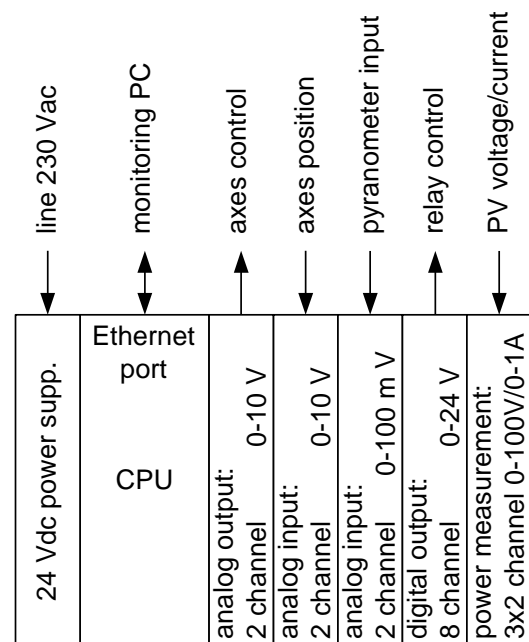 line 230 Vac
monitoring PC
axes control
axes position
pyranometer input
relay control
PV voltage/current
24 Vdc power supp.
Ethernet
port
CPU
analog output:
2 channel 0-10 V
analog input:
2 channel 0-10 V
analog input:
2 channel 0-100 m V
digital output:
8 channel 0-24 V
power measurement:
3x2 channel 0-100V/0-1A